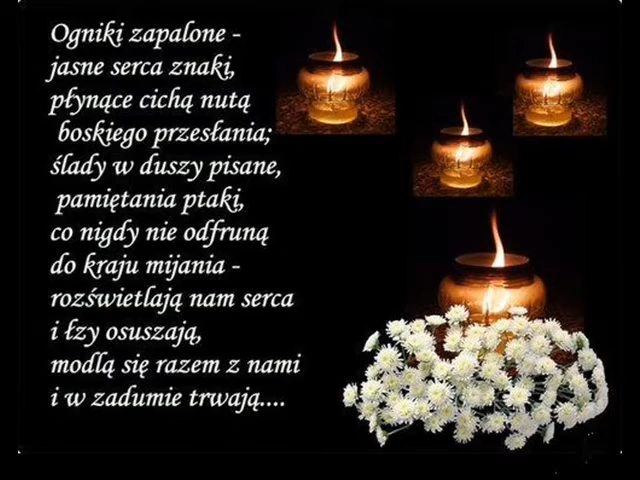 Ogniki zapalone -
jasne serca znaki,
płynące cichą nutą
boskiego przesłania;
ślady w duszy pisane,
pamiętania ptaki,
co nigdy nie odfruną
do kraju mijania -
rozświetlają nam serca
i łzy osuszają,
modlą się razem z nami
i w zadumie trwają....